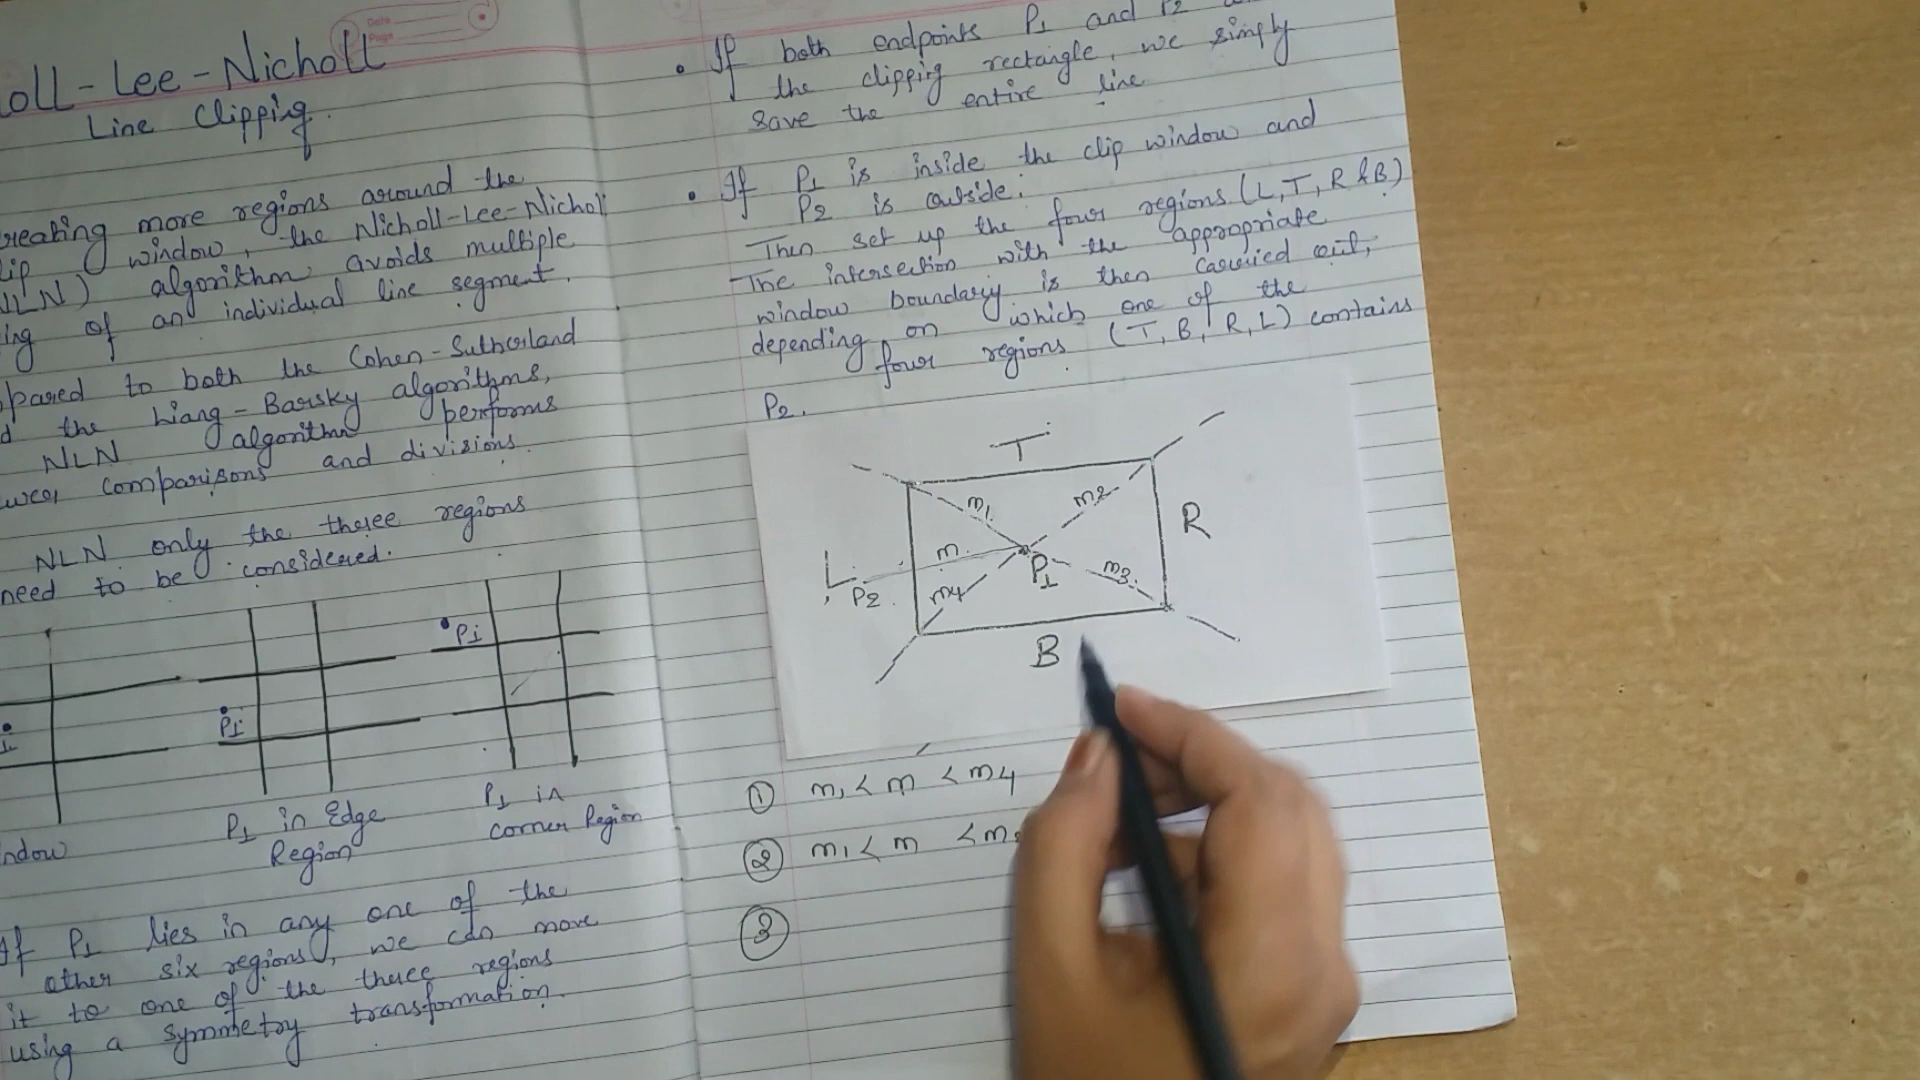 oll-Lee-Nicholl
Line Clipping.
Date
Page
reating more regions around the
lip window, the Nicholl-Lee-Nichol
NLN) algorithm avoids multiple
ing of an individual line segment.
pared to both the Cohen-Sutherland
d the Liang-Barsky algorithms,
NLN algorithm performs
wer comparisons and divisions.
NLN only the three regions
need to be considered.
P1
P1
ndow
P1 in Edge
Region
P1 in
corner Region
If P1 lies in any one of the
other six regions, we can move
it to one of the three regions
using a symmetry transformation.
• If both endpoints P1 and P2
the clipping rectangle, we simply
save the entire line
• If P1 is inside the clip window and
P2 is outside:
Then set up the four regions (L,T, R & B)
The intersection with the appropriate
window boundary is then carried out,
depending on which one of the
four regions (T, B, R, L) contains
P2.
T
m1
m2
R
L
m
P2
P1
m3
m4
B
① m1 < m < m4
② m1 < m < m
③